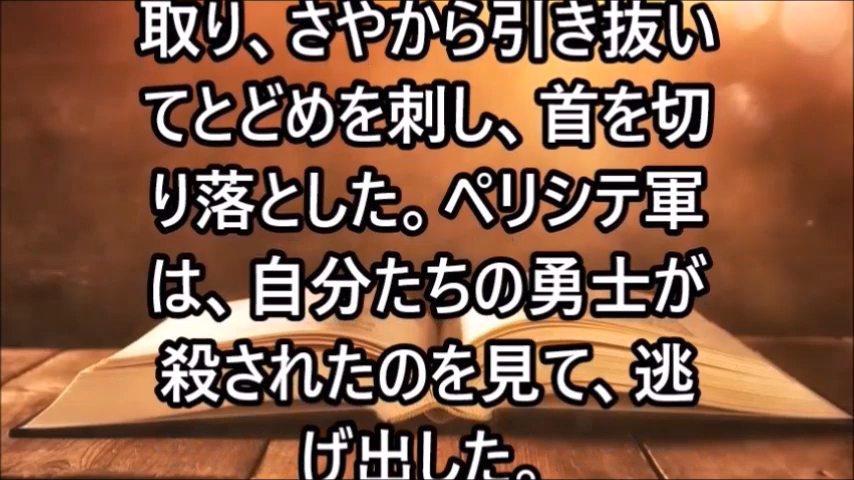 取り、さやから引き抜い
てとどめを刺し、首を切
り落とした。ペリシテ軍
は、自分たちの勇士が
殺されたのを見て、逃
げ出した。